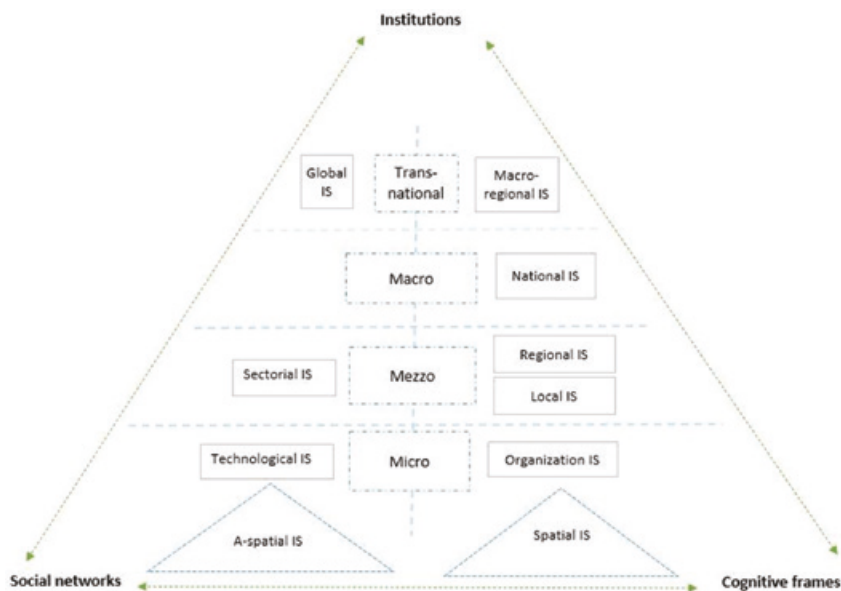 Institutions
Global
IS
Trans-
national
Macro-
regional IS
Macro
National IS
Sectorial IS
Mezzo
Regional IS
Local IS
Technological IS
Micro
Organization IS
A-spatial IS
Spatial IS
Social networks
Cognitive frames